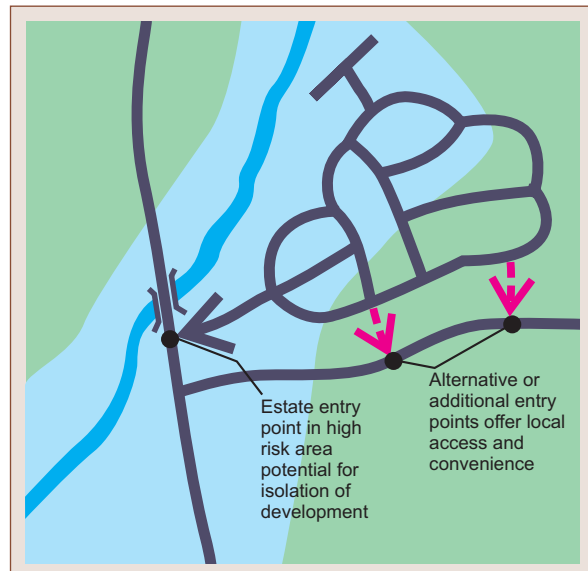 Estate entry
point in high
risk area
potential for
isolation of
development
Alternative or
additional entry
points offer local
access and
convenience